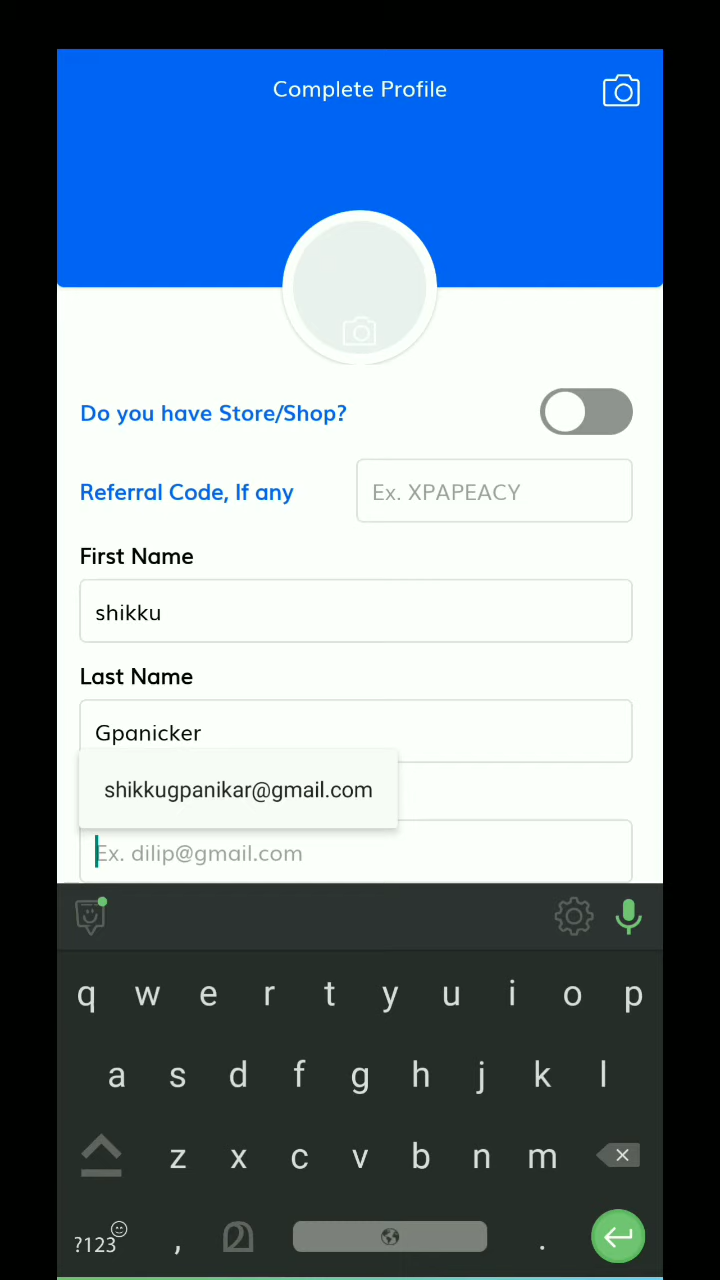 Complete Profile
Do you have Store/Shop?
Referral Code, If any
Ex. XPAPEACY
First Name
shikku
Last Name
Gpanicker
shikkugpanikar@gmail.com
Ex. dilip@gmail.com
q w e r t y u i o p
a s d f g h j k l
z x c v b n m
?123 , മ .